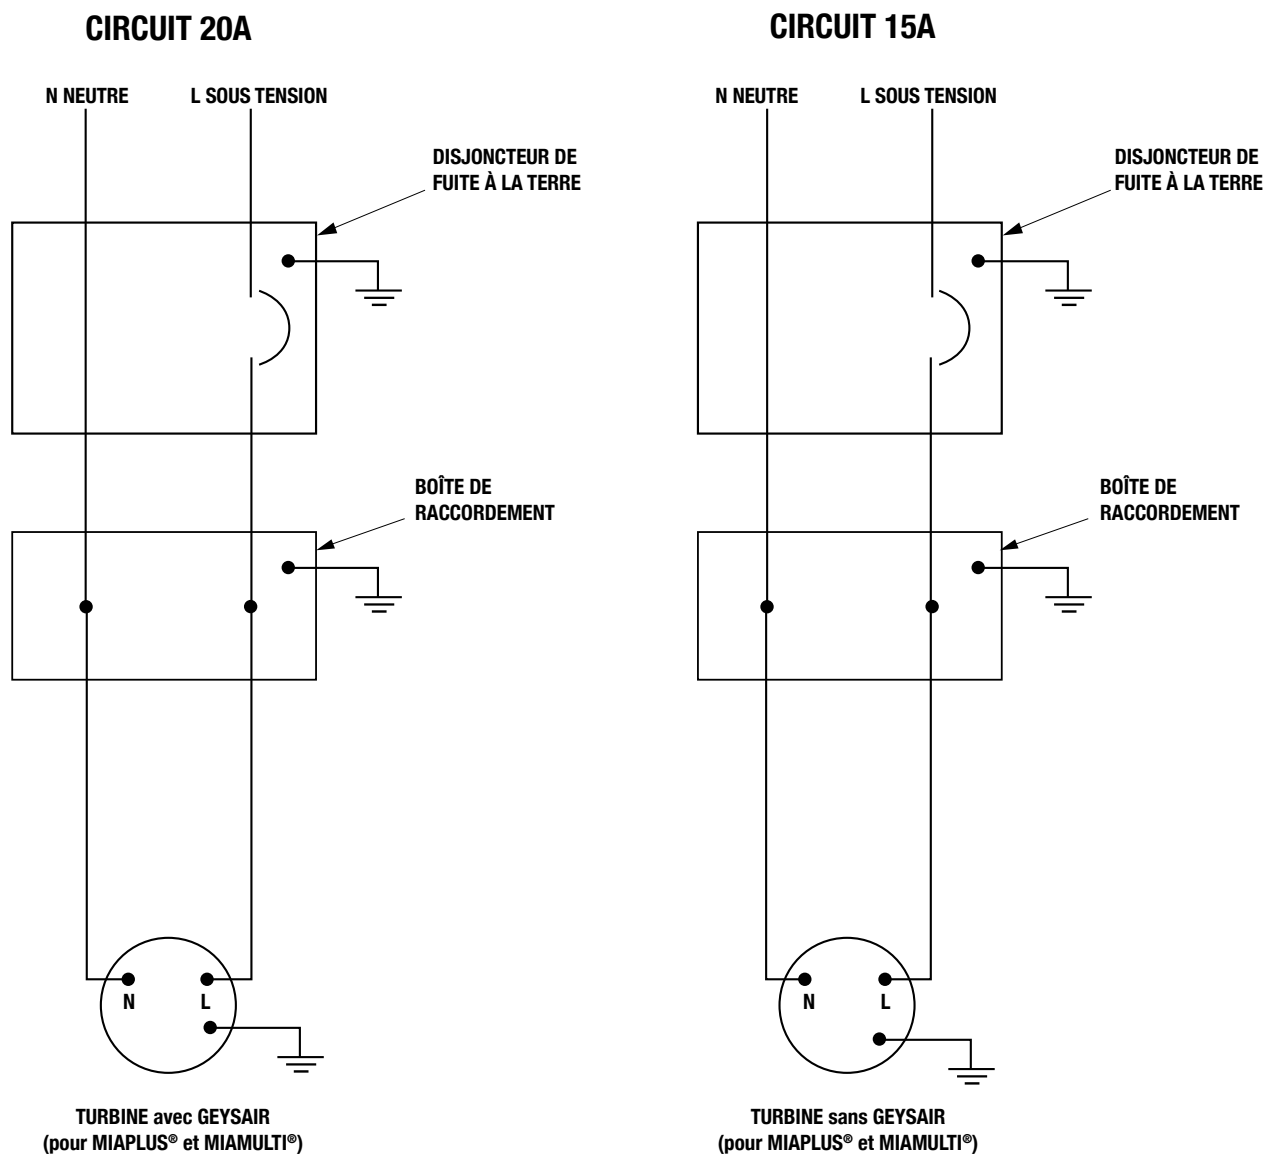 CIRCUIT 20A
N NEUTRE
L SOUS TENSION
DISJONCTEUR DE
FUITE À LA TERRE
BOÎTE DE
RACCORDEMENT
N
L
TURBINE avec GEYSAIR
(pour MIAPLUS® et MIAMULTI®)
CIRCUIT 15A
N NEUTRE
L SOUS TENSION
DISJONCTEUR DE
FUITE À LA TERRE
BOÎTE DE
RACCORDEMENT
N
L
TURBINE sans GEYSAIR
(pour MIAPLUS® et MIAMULTI®)